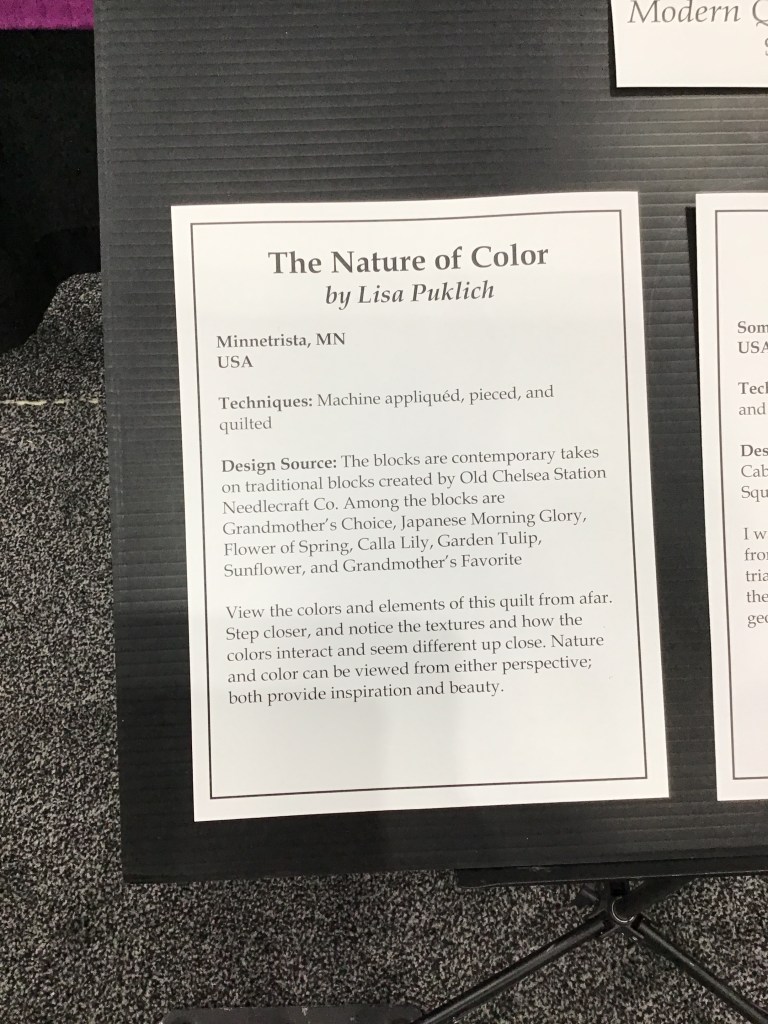 Modern
The Nature of Color
by Lisa Puklich
Minnetrista, MN
USA
Techniques: Machine appliquéd, pieced, and
quilted
Design Source: The blocks are contemporary takes
on traditional blocks created by Old Chelsea Station
Needlecraft Co. Among the blocks are
Grandmother's Choice, Japanese Morning Glory,
Flower of Spring, Calla Lily, Garden Tulip,
Sunflower, and Grandmother's Favorite
View the colors and elements of this quilt from afar.
Step closer, and notice the textures and how the
colors interact and seem different up close. Nature
and color can be viewed from either perspective;
both provide inspiration and beauty.
USA
and
I
the